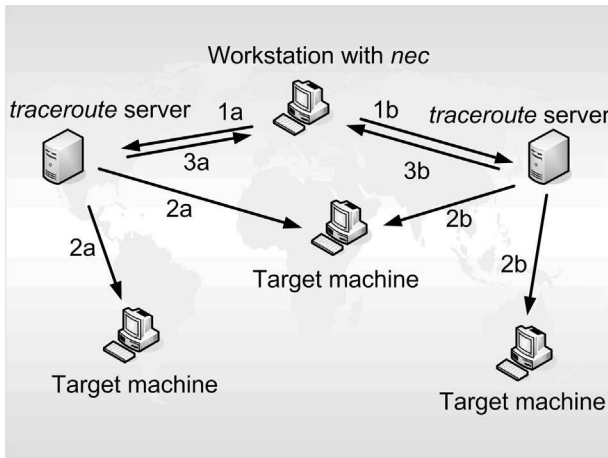 Workstation with nec
traceroute server
1a
1b
traceroute server
3a
3b
2a
2b
2a
Target machine
2b
Target machine
Target machine